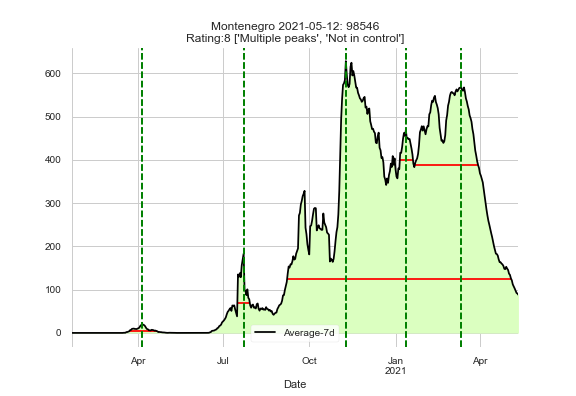 Montenegro 2021-05-12: 98546
Rating:8 ['Multiple peaks', 'Not in control']
600
500
400
300
200
100
0
Average-7d
Apr
Jul
Oct
Jan
2021
Apr
Date